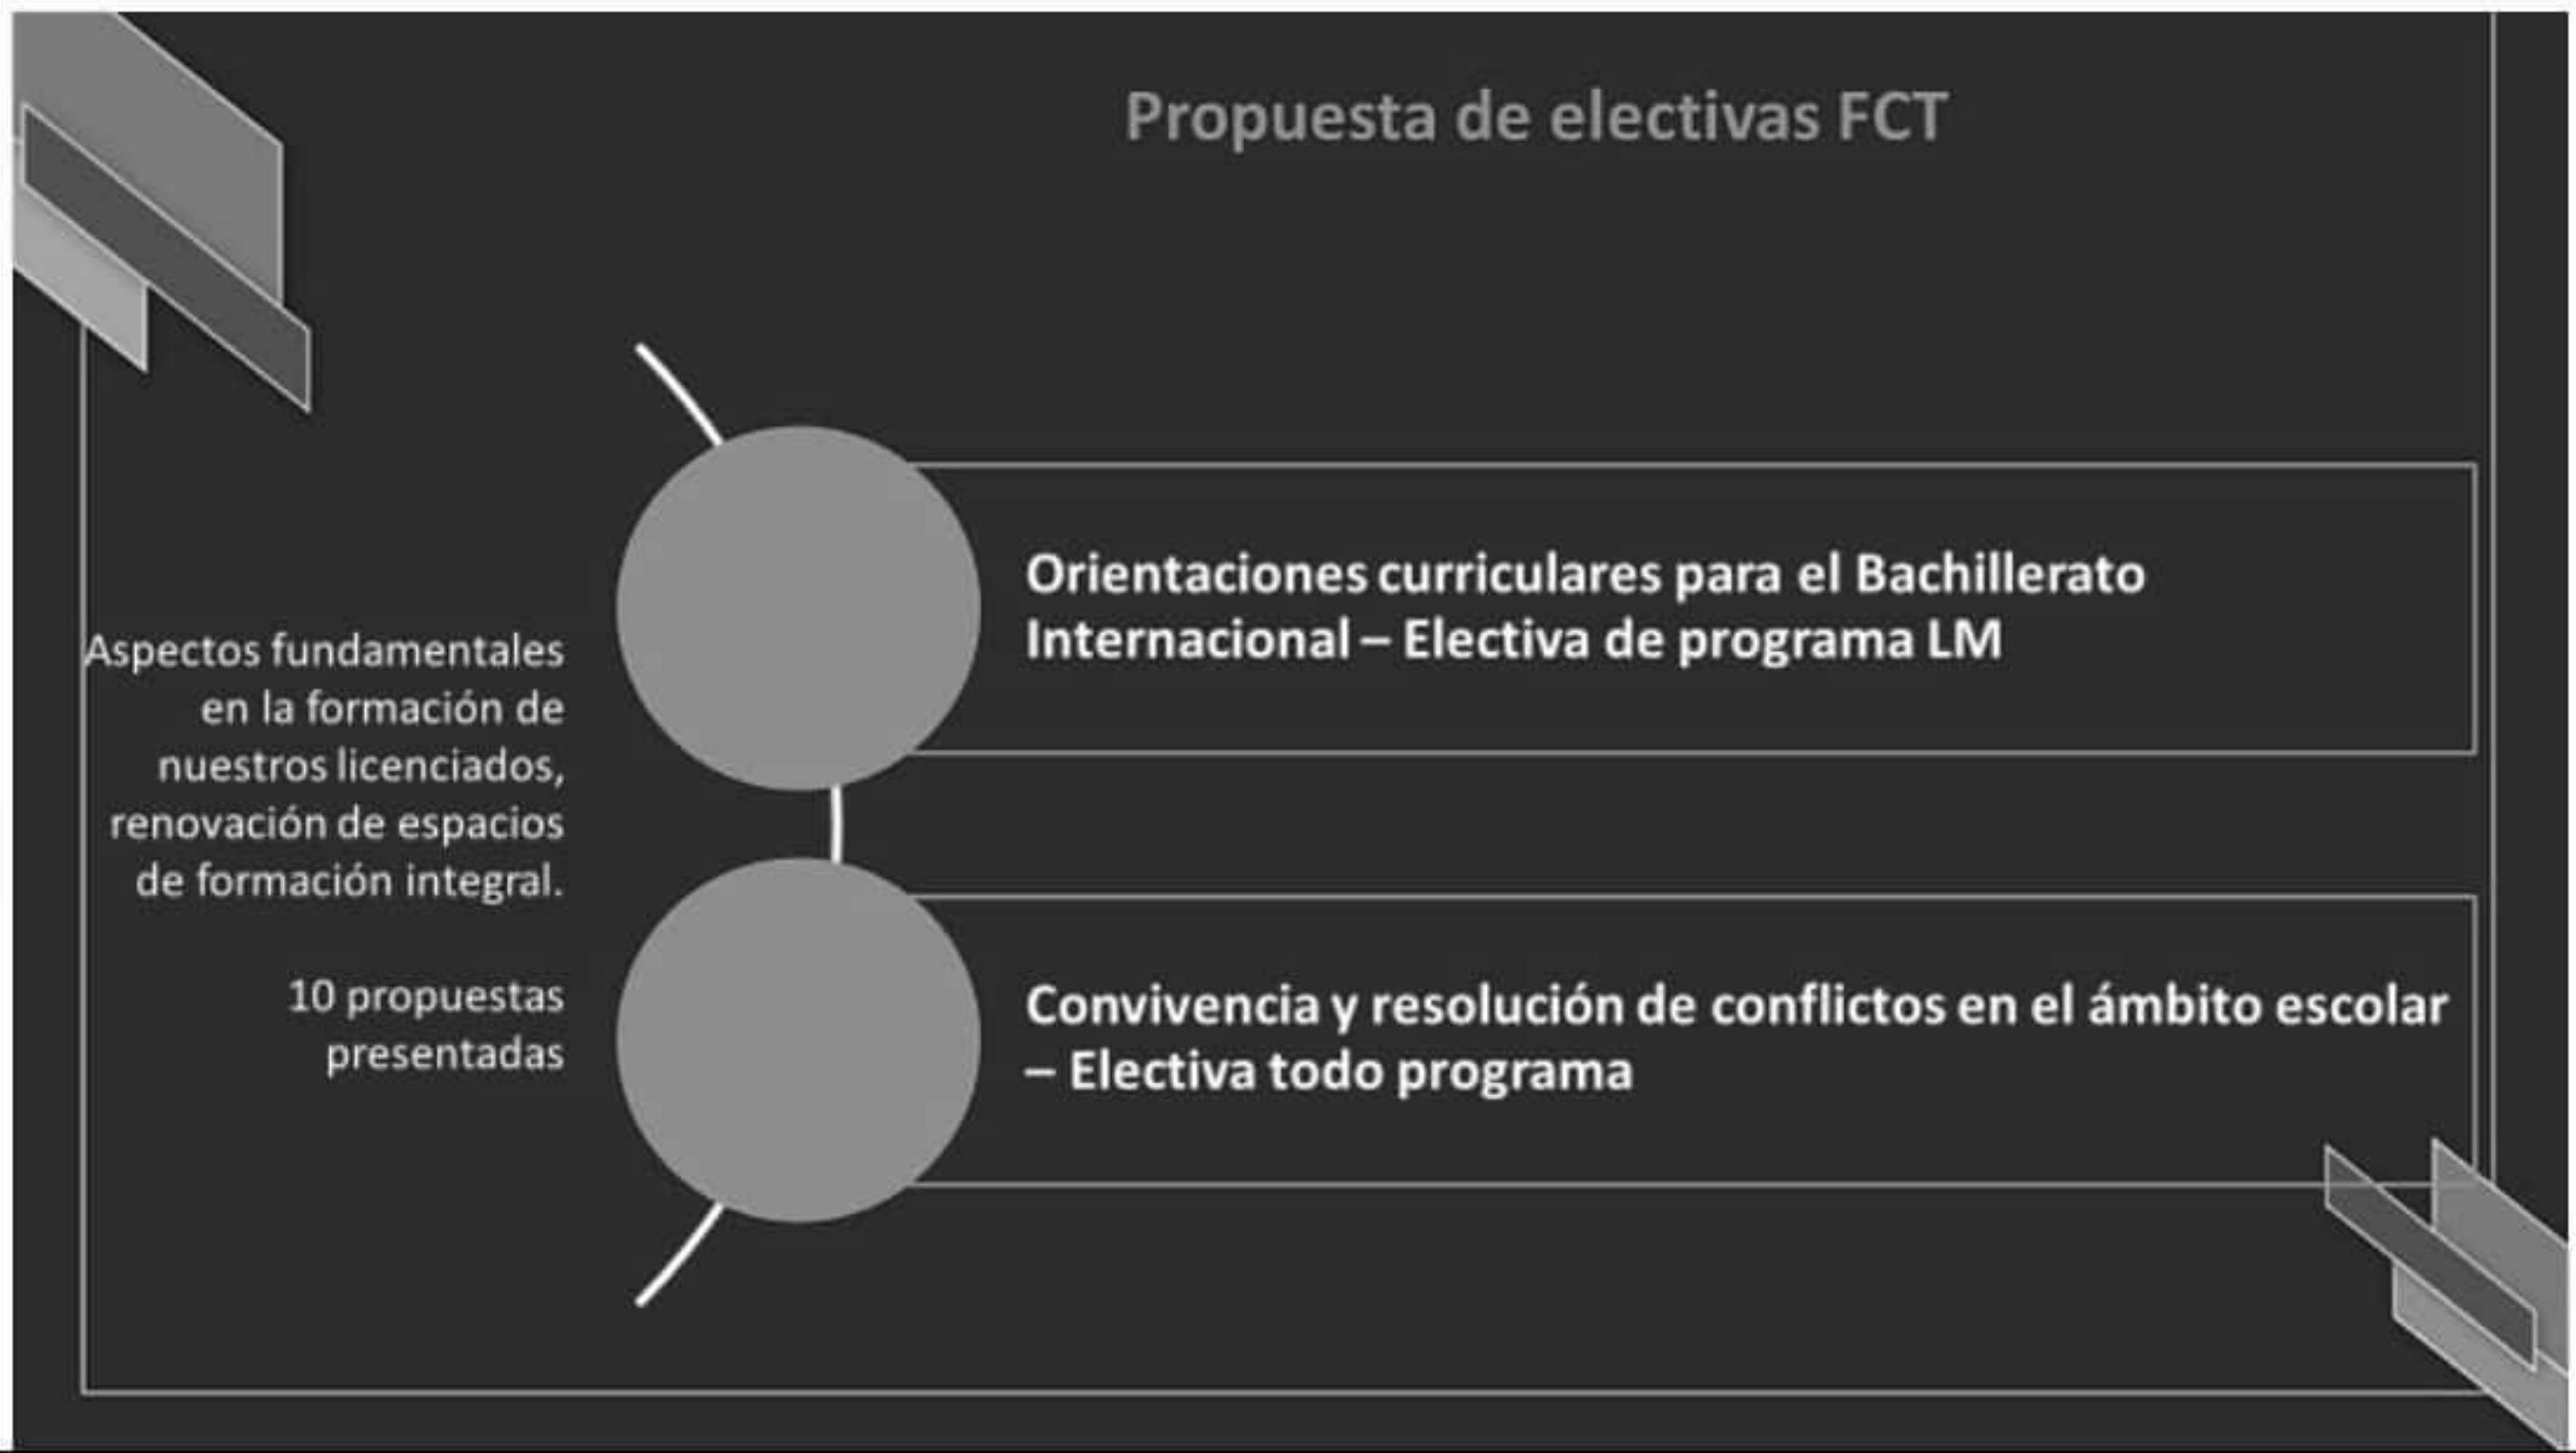 Propuesta de electivas FCT
Aspectos fundamentales
en la formación de
nuestros licenciados,
renovación de espacios
de formación integral.
10 propuestas
presentadas
Orientaciones curriculares para el Bachillerato
Internacional – Electiva de programa LM
Convivencia y resolución de conflictos en el ámbito escolar
– Electiva todo programa